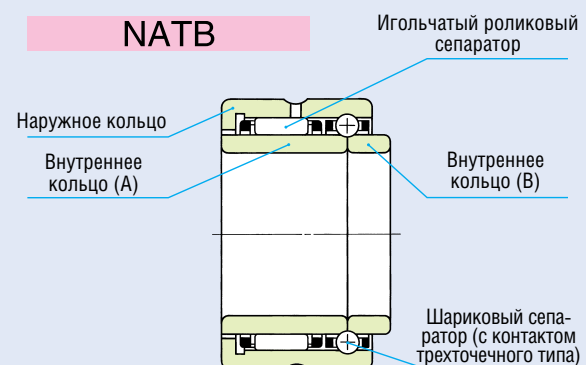 NATB
Игольчатый роликовый
сепаратор
Наружное кольцо
Внутреннее
кольцо (A)
Внутреннее
кольцо (B)
Шариковый сепа-
ратор (с контактом
трехточечного типа)